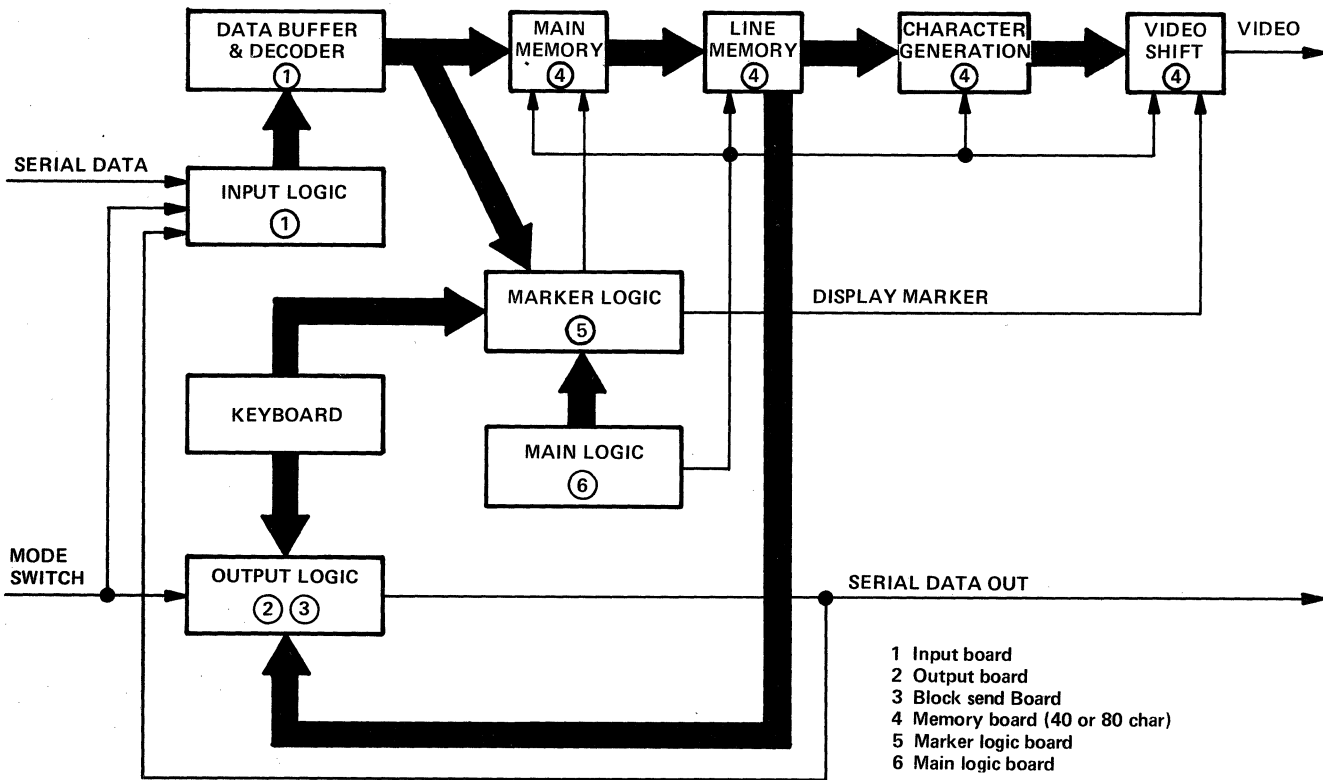 DATA BUFFER
& DECODER
1
MAIN
MEMORY
4
LINE
MEMORY
4
CHARACTER
GENERATION
4
VIDEO
SHIFT
4
VIDEO
SERIAL DATA
INPUT LOGIC
1
MARKER LOGIC
5
DISPLAY MARKER
KEYBOARD
MAIN LOGIC
6
MODE
SWITCH
OUTPUT LOGIC
2 3
SERIAL DATA OUT
1 Input board
2 Output board
3 Block send Board
4 Memory board (40 or 80 char)
5 Marker logic board
6 Main logic board